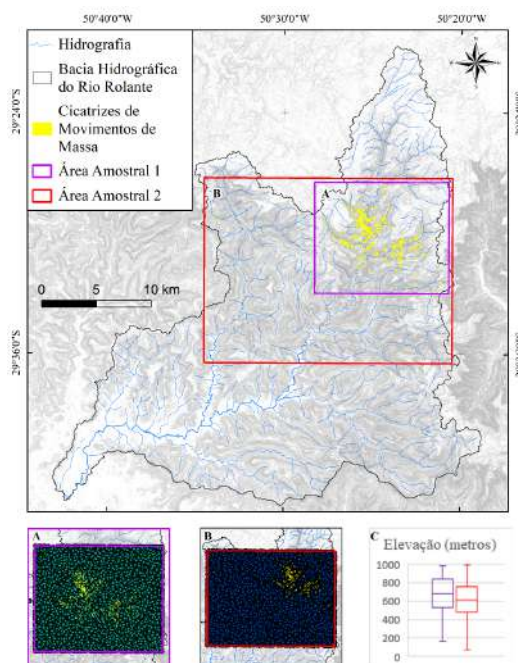 50°40'0"W
50°30'0"W
50°20'0"W
Hidrografia
Bacia Hidrográfica
do Rio Rolante
Cicatrizes de
Movimentos de
Massa
Área Amostral 1
Área Amostral 2
29°24'0"S
B
A
0
5
10 km
29°36'0"S
A
B
C
Elevação (metros)
1000
800
600
400
200
0